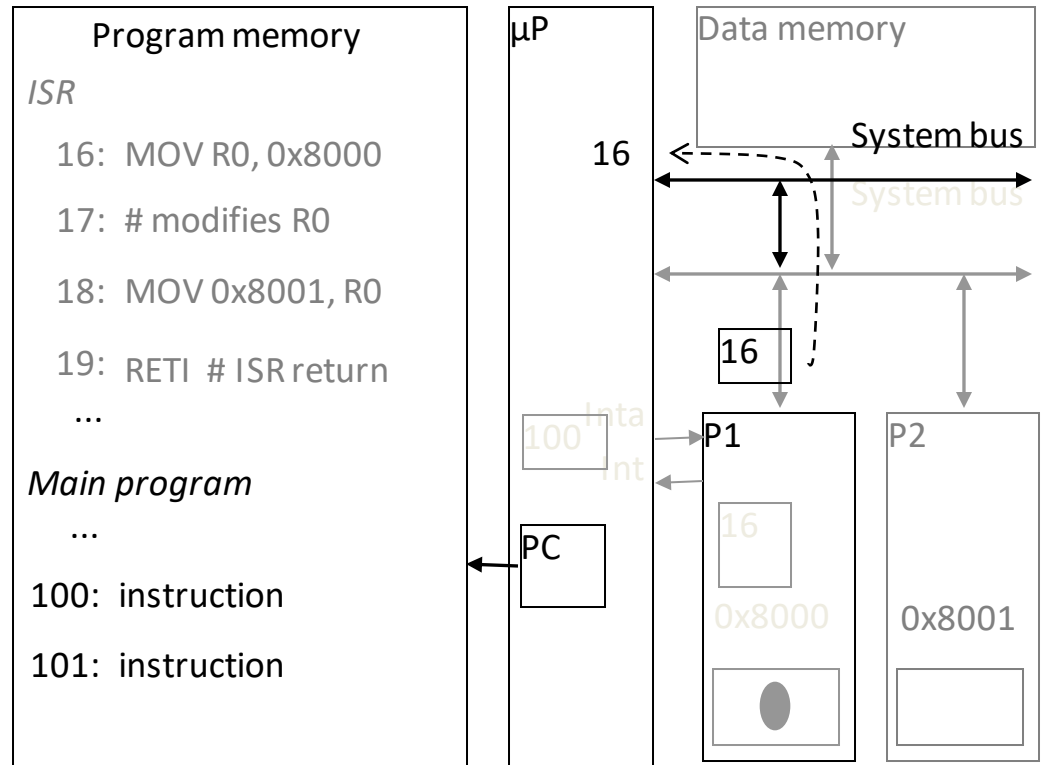 Program memory
ISR
16: MOV R0, 0x8000
17: # modifies R0
18: MOV 0x8001, R0
19: RETI # ISR return
...
Main program
...
100: instruction
101: instruction
µP
16
100
Inta
Int
PC
Data memory
System bus
System bus
16
P1
16
0x8000
P2
0x8001